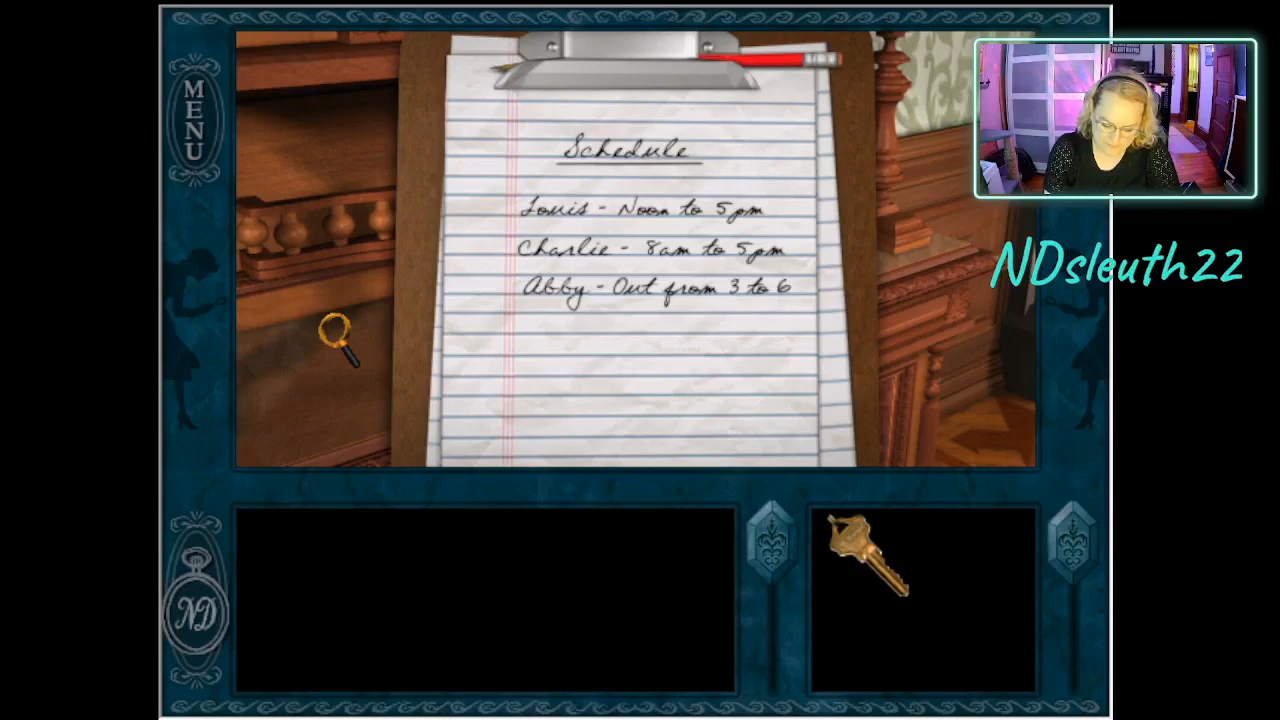 MENU
Schedule
Louis - Noon to 5pm
Charlie - 8am to 5pm
Abby - Out from 3 to 6
NDsleuth22
ND